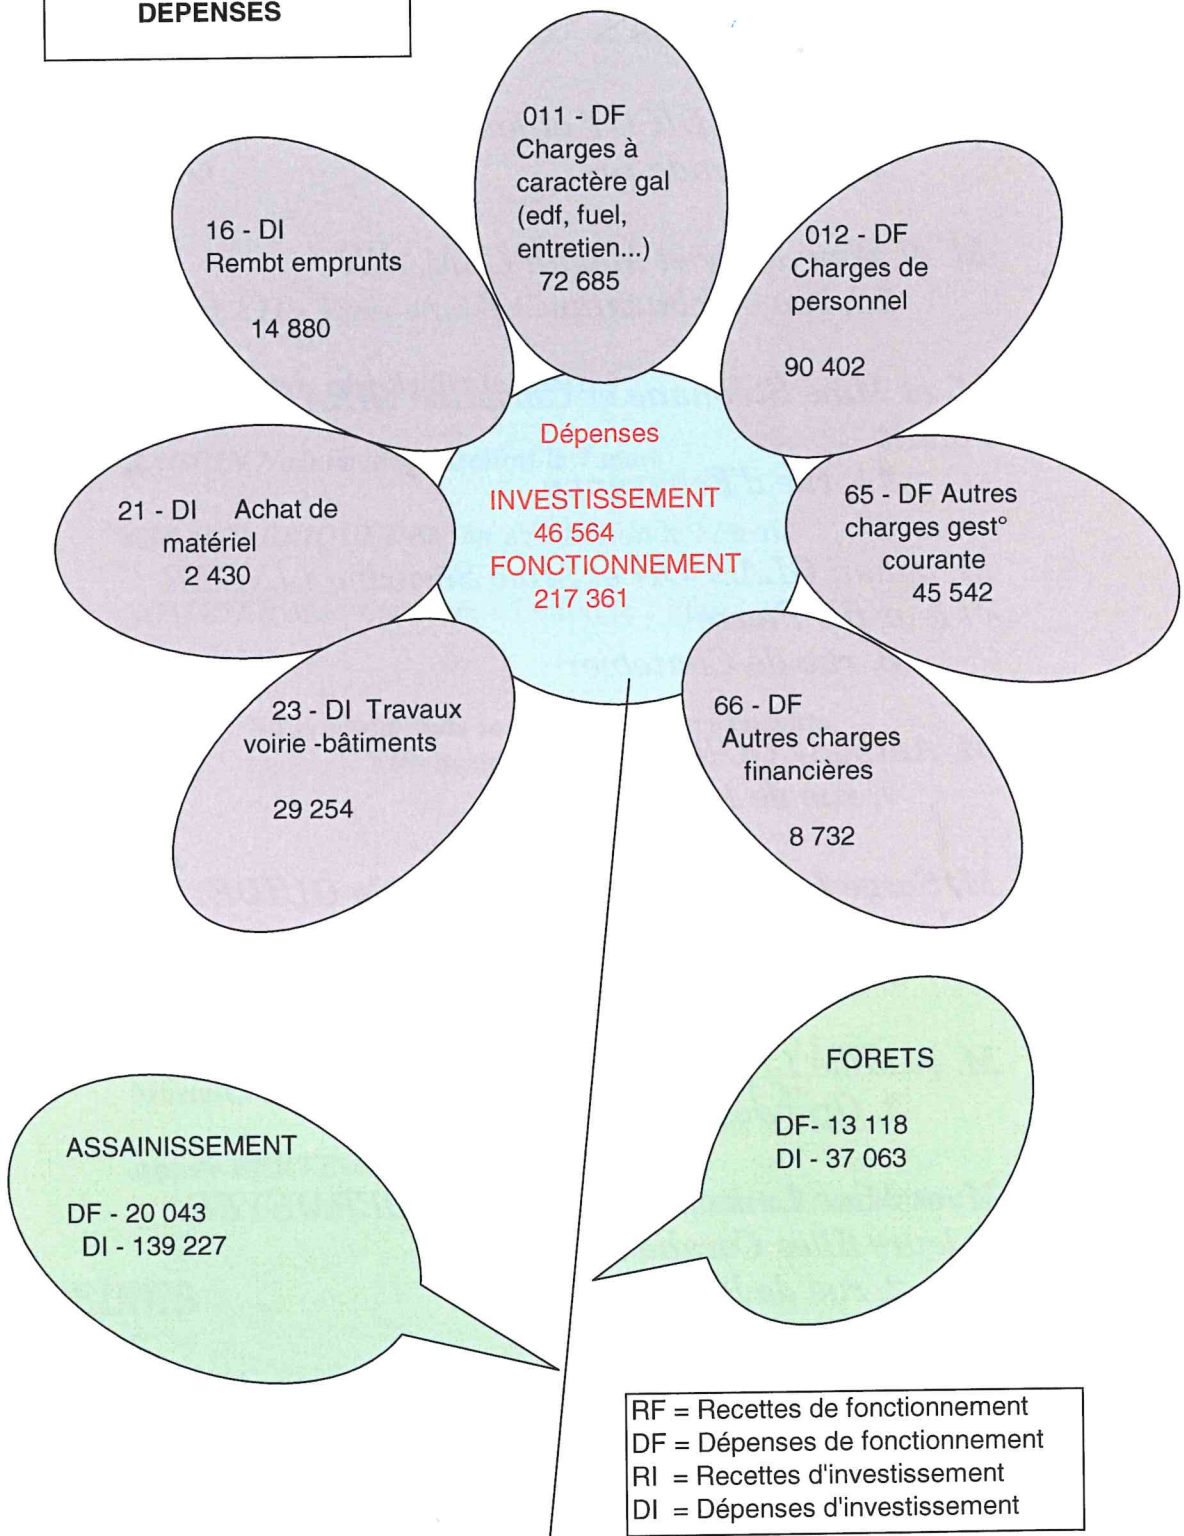 DEPENSES
011 - DF
Charges à
caractère gal
(edf, fuel,
entretien...)
72 685
16 - DI
Rembt emprunts
14 880
012 - DF
Charges de
personnel
90 402
Dépenses
INVESTISSEMENT
46 564
FONCTIONNEMENT
217 361
21 - DI Achat de
matériel
2 430
65 - DF Autres
charges gest°
courante
45 542
23 - DI Travaux
voirie -bâtiments
29 254
66 - DF
Autres charges
financières
8 732
FORETS
DF- 13 118
DI - 37 063
ASSAINISSEMENT
DF - 20 043
DI - 139 227
RF = Recettes de fonctionnement
DF = Dépenses de fonctionnement
RI = Recettes d'investissement
DI = Dépenses d'investissement